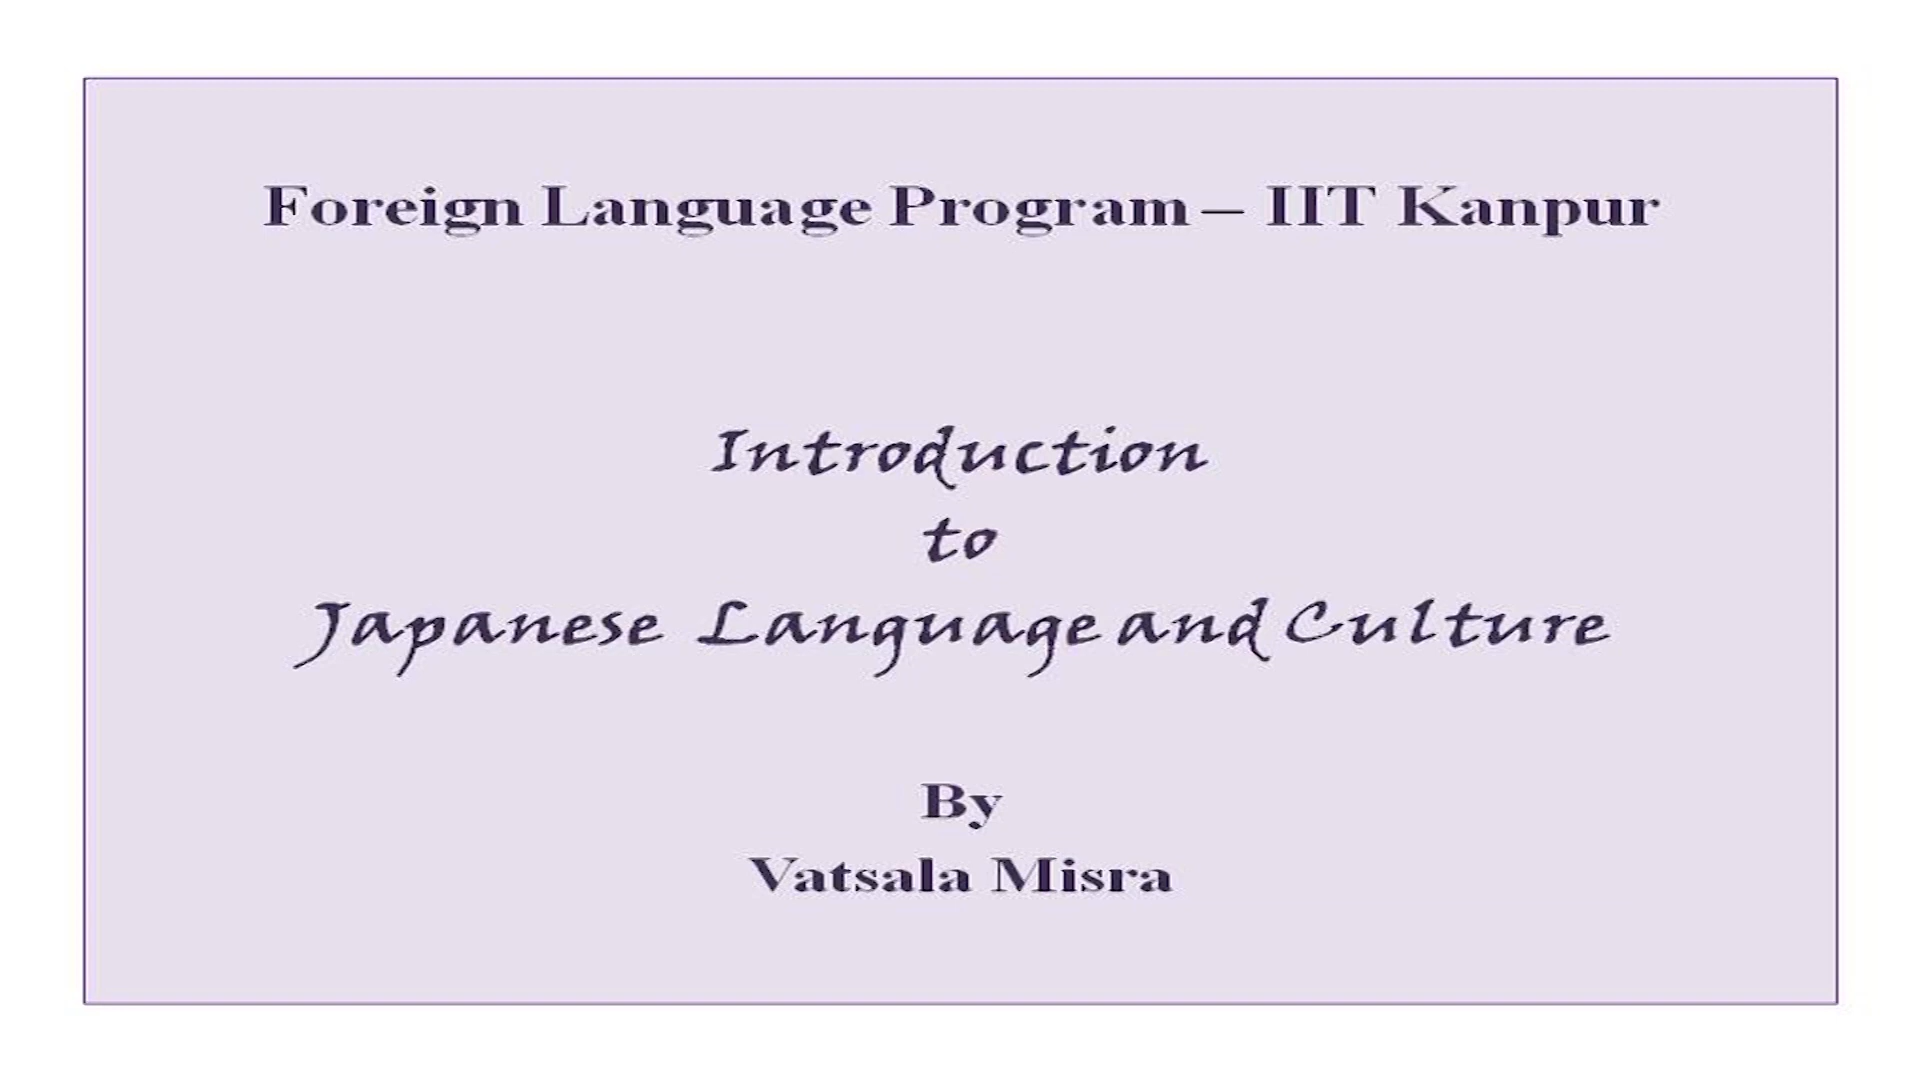 Foreign Language Program – IIT Kanpur
Introduction
to
Japanese Language and Culture
By
Vatsala Misra